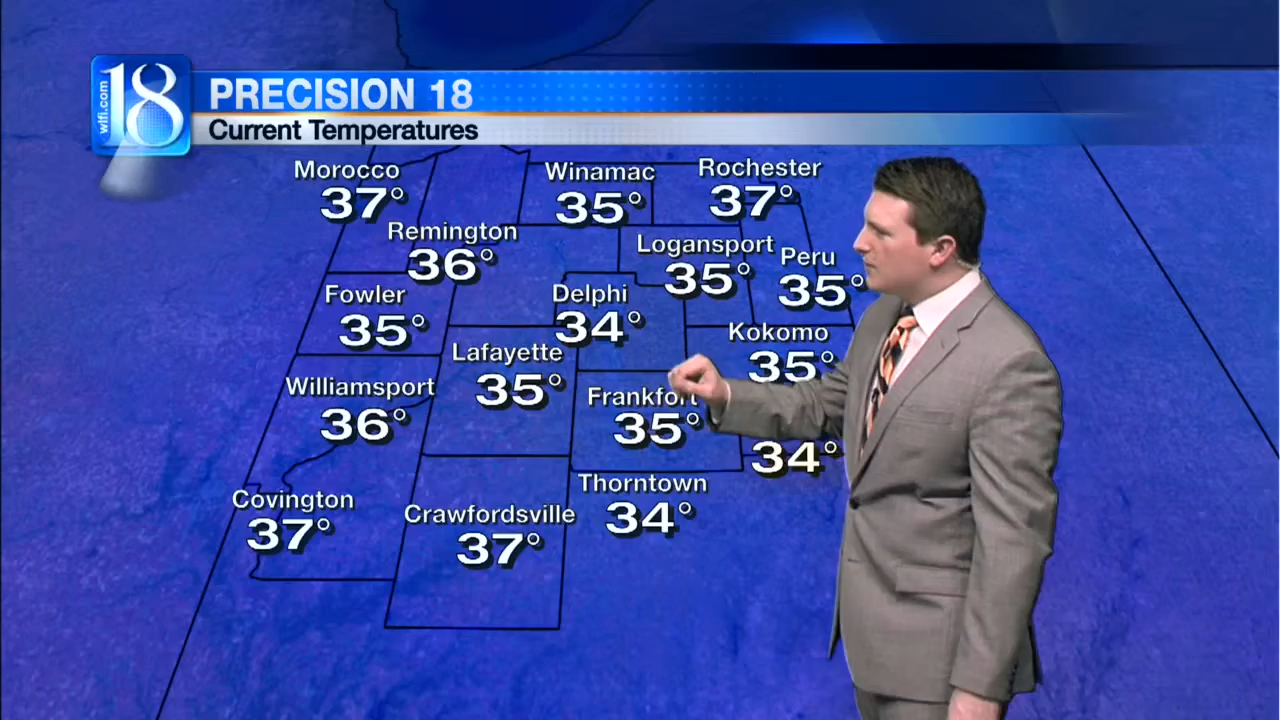 wlfi.com
18
PRECISION 18
Current Temperatures
Morocco
37°
Winamac
35°
Rochester
37°
Remington
36°
Logansport
35°
Peru
35°
Fowler
35°
Delphi
34°
Kokomo
35°
Lafayette
35°
Williamsport
36°
Frankfort
35°
34°
Thorntown
34°
Covington
37°
Crawfordsville
37°